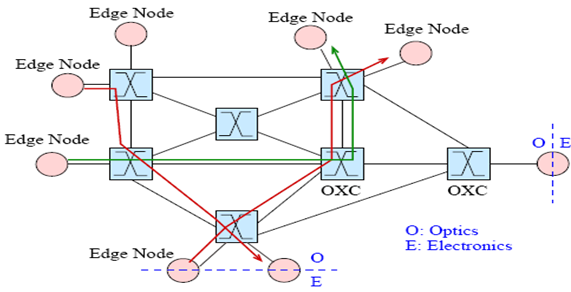 Edge Node
Edge Node
Edge Node
Edge Node
Edge Node
O E
OXC
OXC
O: Optics
E: Electronics
Edge Node
O
E